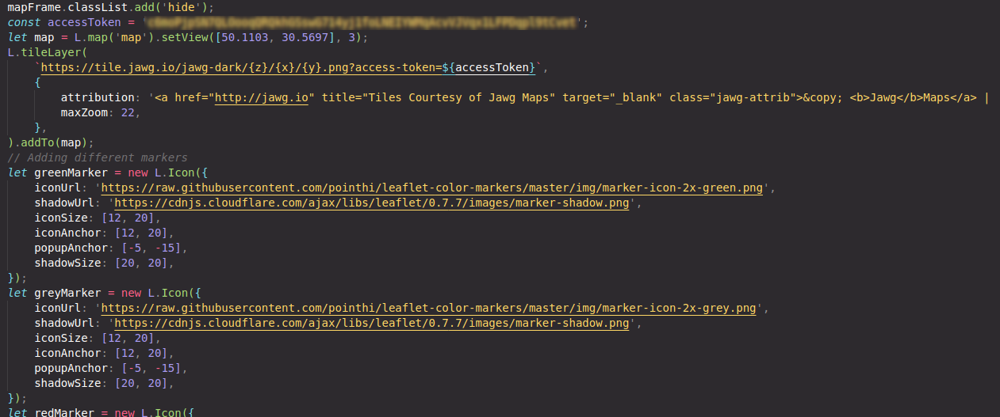 mapFrame.classList.add('hide');
const accessToken = '';
let map = L.map('map').setView([50.1103, 30.5697], 3);
L.tileLayer(
`https://tile.jawg.io/jawg-dark/{z}/{x}/{y}.png?access-token=${accessToken}`,
{
attribution: '<a href="http://jawg.io" title="Tiles Courtesy of Jawg Maps" target="_blank" class="jawg-attrib">&copy; <b>Jawg</b>Maps</a> |
maxZoom: 22,
},
).addTo(map);
// Adding different markers
let greenMarker = new L.Icon({
iconUrl: 'https://raw.githubusercontent.com/pointhi/leaflet-color-markers/master/img/marker-icon-2x-green.png',
shadowUrl: 'https://cdnjs.cloudflare.com/ajax/libs/leaflet/0.7.7/images/marker-shadow.png',
iconSize: [12, 20],
iconAnchor: [12, 20],
popupAnchor: [-5, -15],
shadowSize: [20, 20],
});
let greyMarker = new L.Icon({
iconUrl: 'https://raw.githubusercontent.com/pointhi/leaflet-color-markers/master/img/marker-icon-2x-grey.png',
shadowUrl: 'https://cdnjs.cloudflare.com/ajax/libs/leaflet/0.7.7/images/marker-shadow.png',
iconSize: [12, 20],
iconAnchor: [12, 20],
popupAnchor: [-5, -15],
shadowSize: [20, 20],
});
let redMarker = new L.Icon({